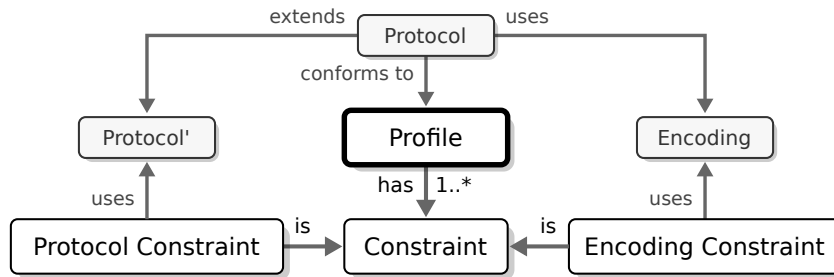 extends
Protocol
uses
conforms to
Protocol'
Profile
Encoding
uses
has 1..*
uses
Protocol Constraint
is
Constraint
is
Encoding Constraint